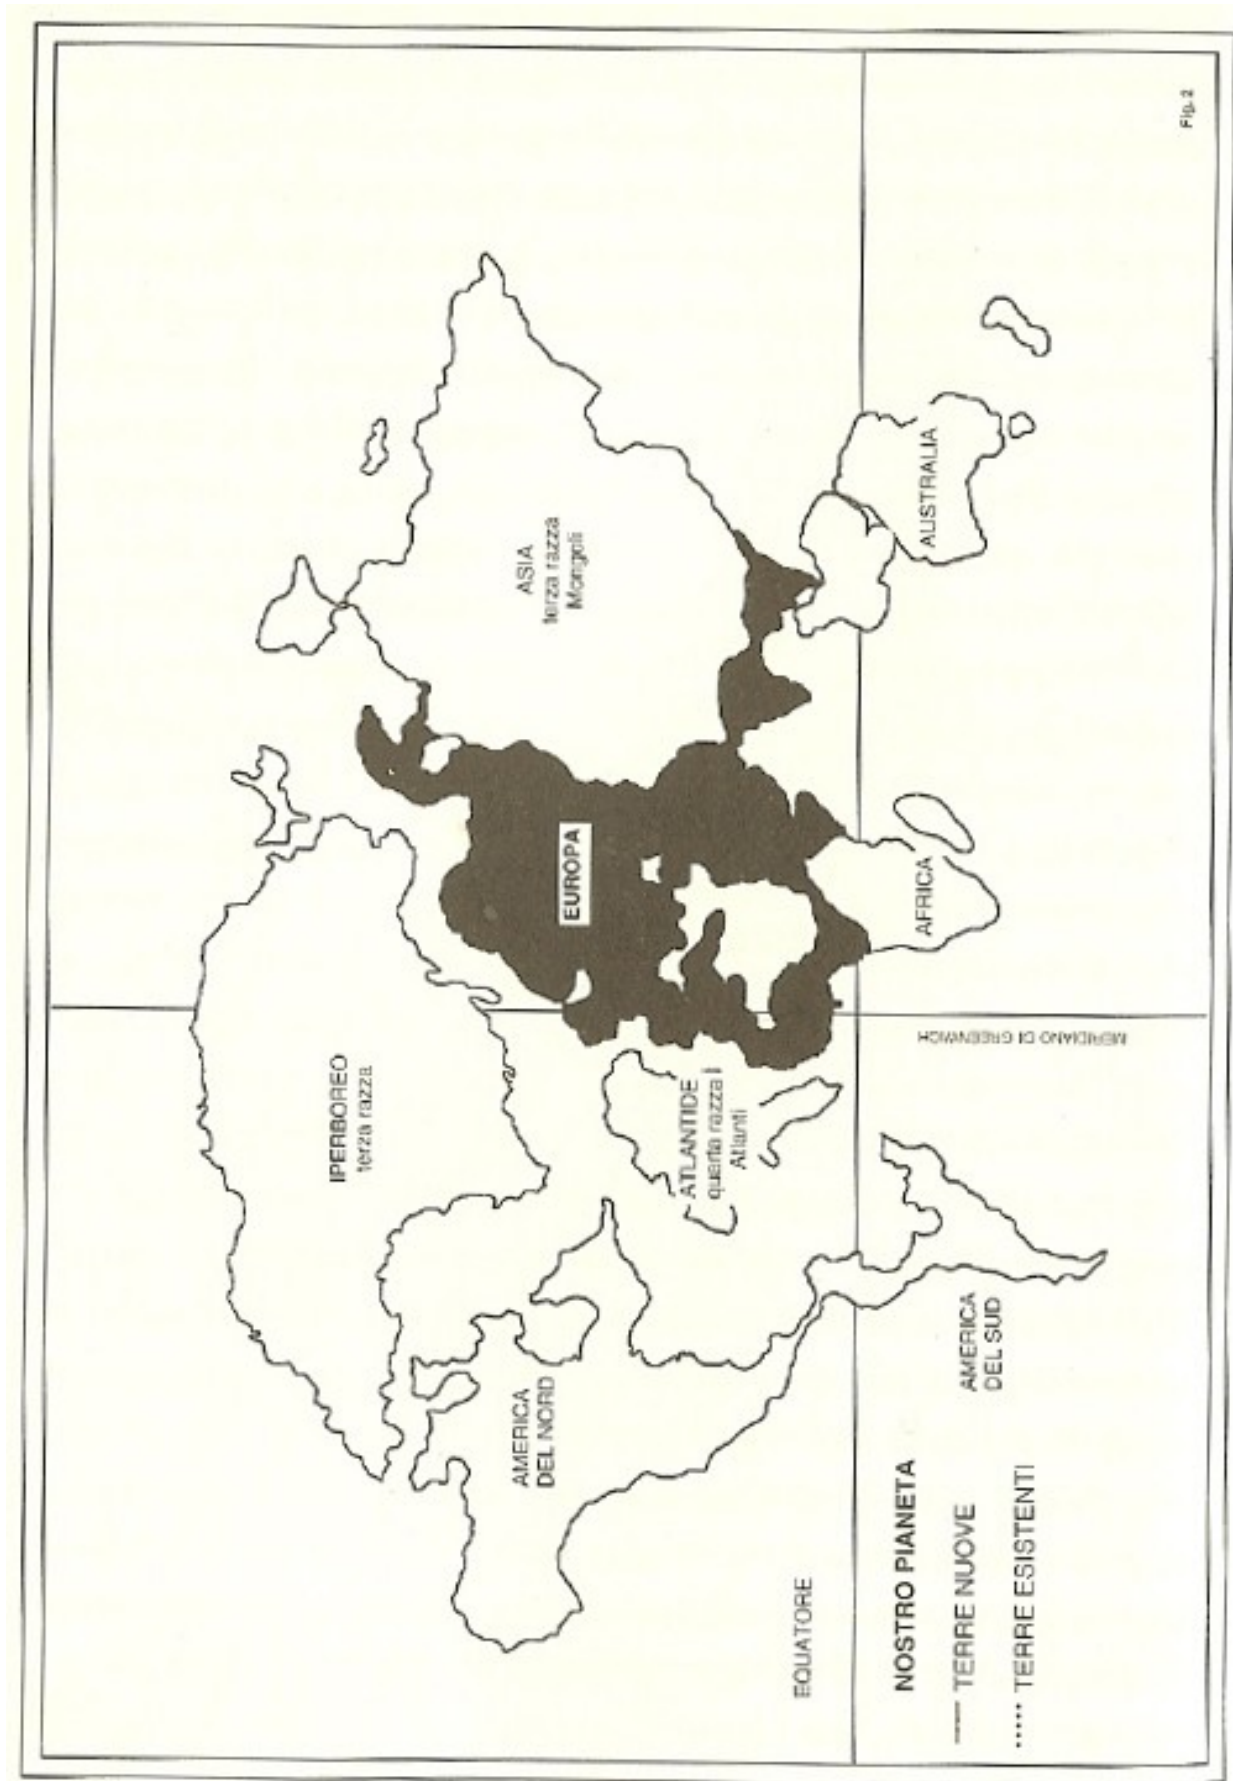 IPERBOREO
terza razza
ASIA
terza razza
Mongoli
EUROPA
AMERICA
DEL NORD
ATLANTIDE
quarta razza
Atlanti
AFRICA
AUSTRALIA
AMERICA
DEL SUD
EQUATORE
MERIDIANO DI GREENWICH
NOSTRO PIANETA
TERRE NUOVE
TERRE ESISTENTI
Fig. 2